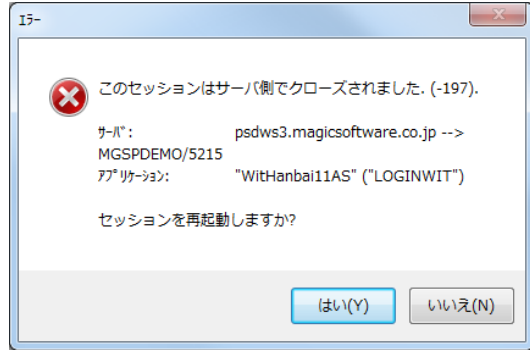 ｴﾗｰ
このセッションはサーバ側でクローズされました. (-197).
ｻｰﾊﾞ: psdws3.magicsoftware.co.jp -->
MGSPDEMO/5215
ｱﾌﾟﾘｹｰｼｮﾝ: "WitHanbai11AS" ("LOGINWIT")
セッションを再起動しますか?
はい(Y) いいえ(N)